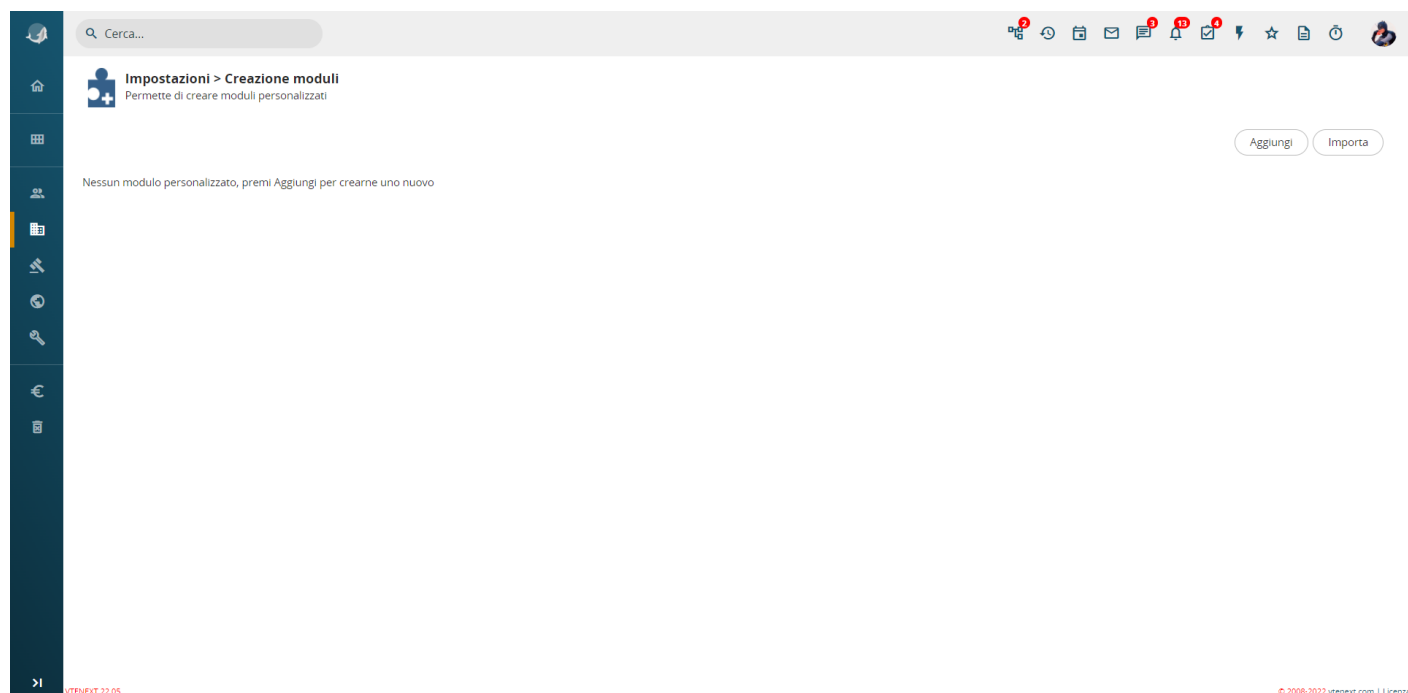 Cerca...
2
3
13
4
Impostazioni > Creazione moduli
Permette di creare moduli personalizzati
Aggiungi
Importa
Nessun modulo personalizzato, premi Aggiungi per crearne uno nuovo
VTENEXT 22.05
© 2008-2022 vtenext.com | Licenz